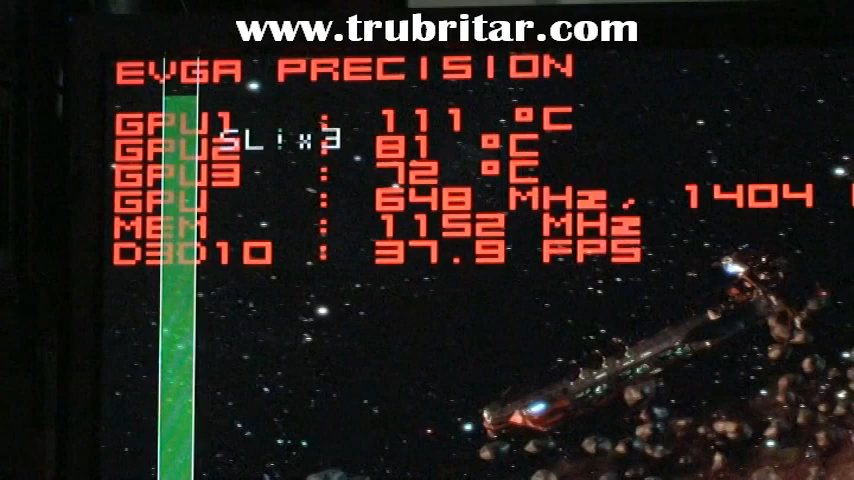 www.trubritar.com
EVGA PRECISION
GPU1 : 111 °C
SLI x3
GPU2 : 81 °C
GPU3 : 72 °C
GPU : 648 MHz, 1404
MEM : 1152 MHz
D3D10 : 37.9 FPS